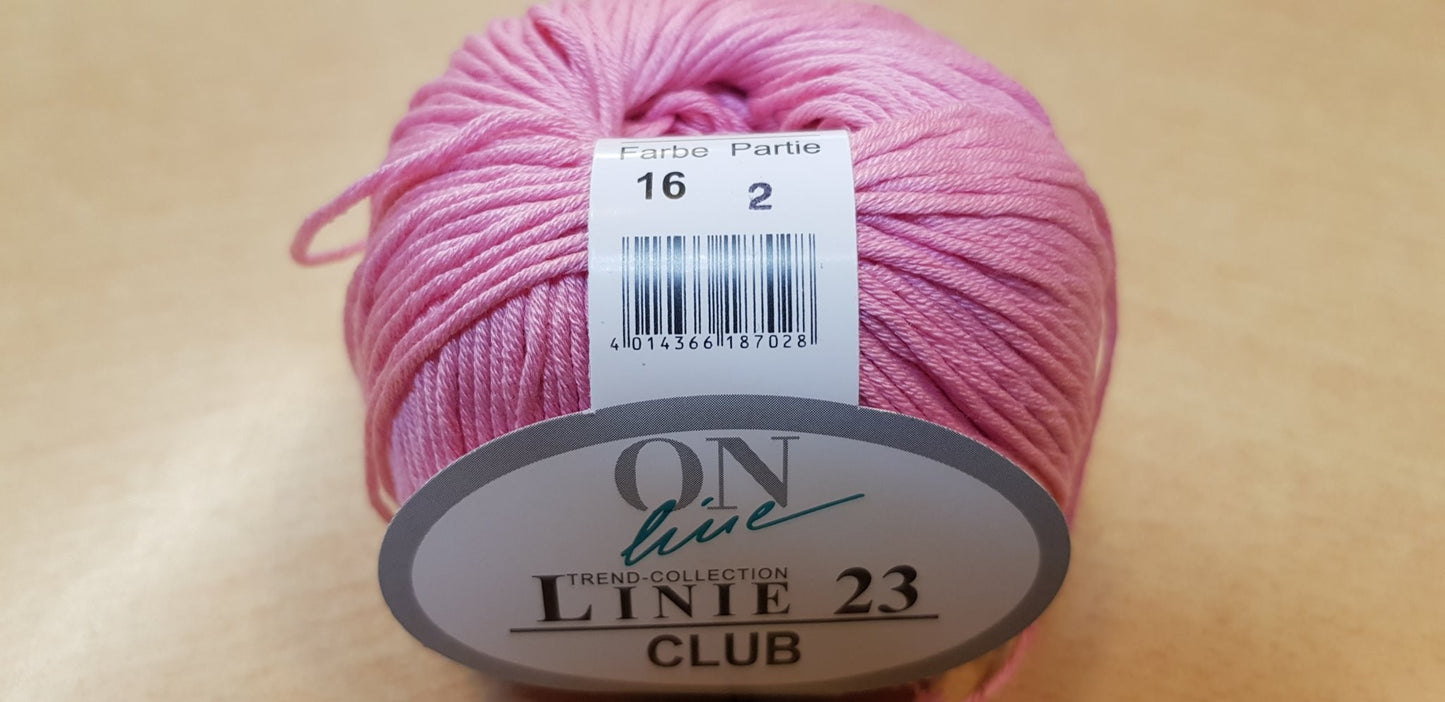 Farbe Partie
16 2
4 014366 187028
ON
line
TREND-COLLECTION
LINIE 23
CLUB